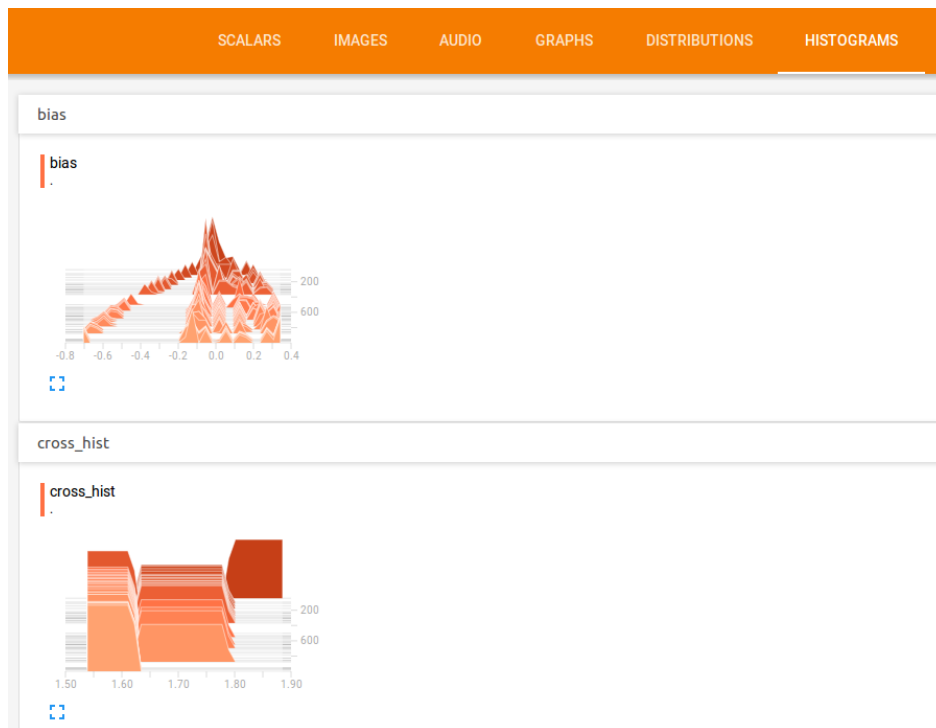 SCALARS IMAGES AUDIO GRAPHS DISTRIBUTIONS HISTOGRAMS
bias
bias
.
200
600
-0.8 -0.6 -0.4 -0.2 0.0 0.2 0.4
cross_hist
cross_hist
.
200
600
1.50 1.60 1.70 1.80 1.90